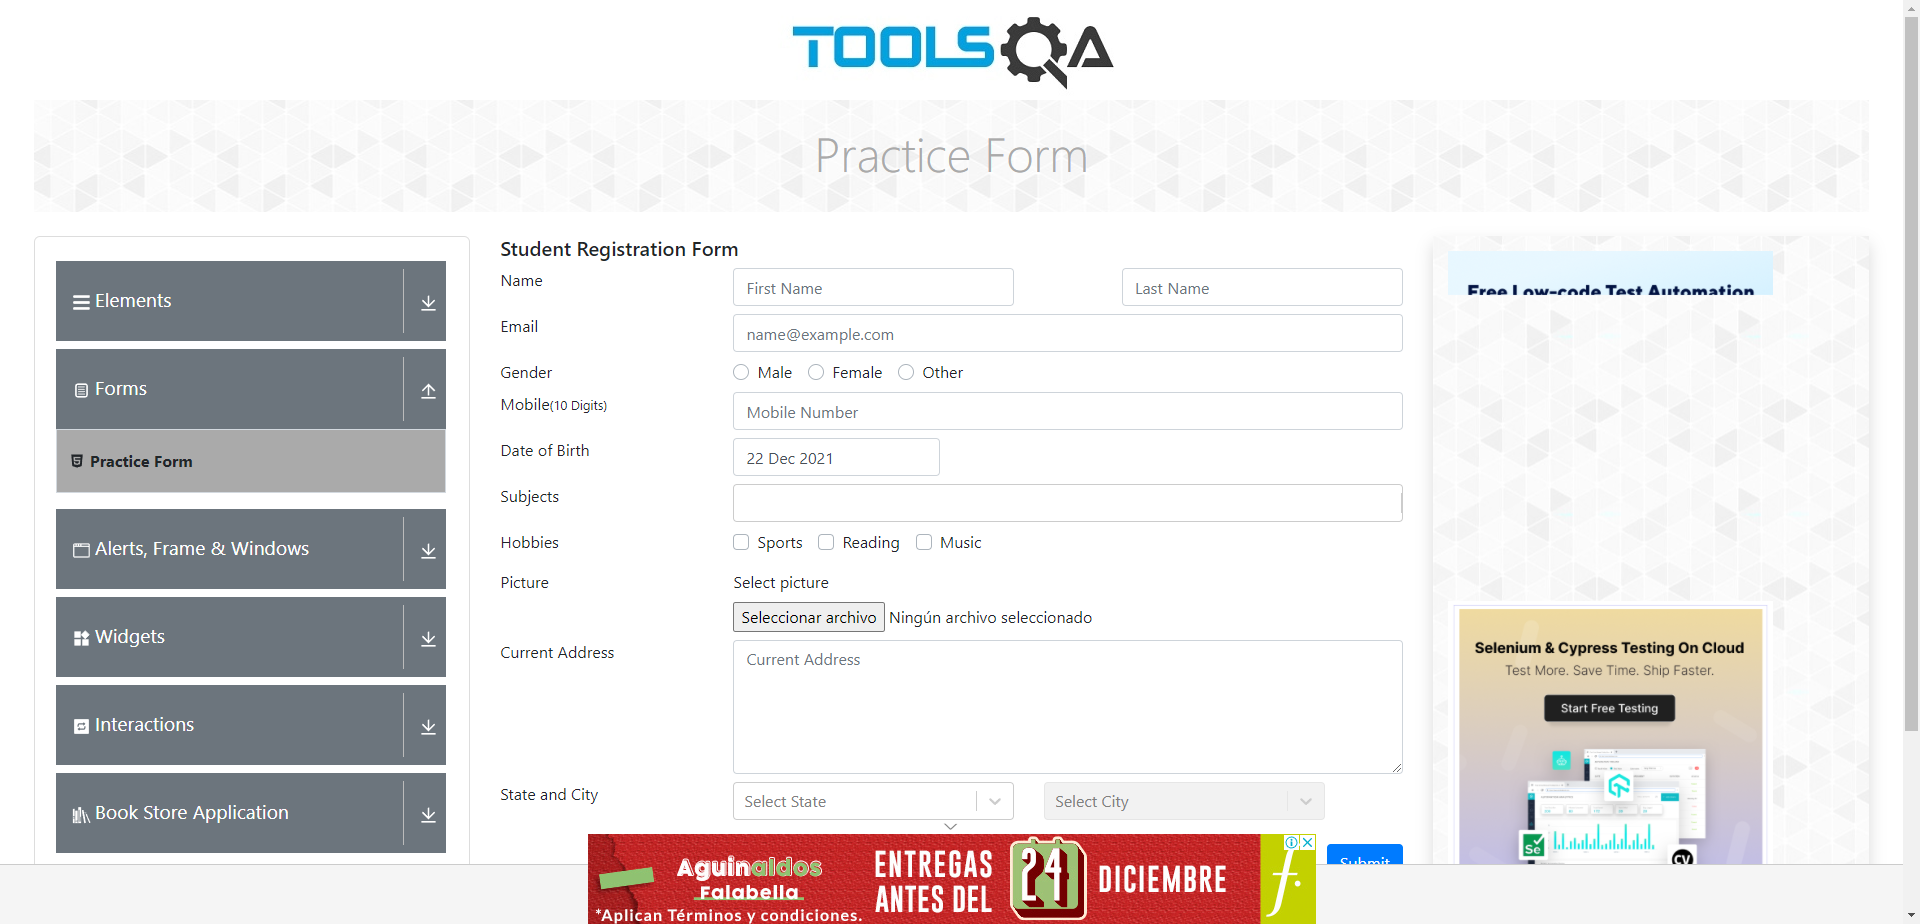 TOOLSQA
Practice Form
Elements
Forms
Practice Form
Alerts, Frame & Windows
Widgets
Interactions
Book Store Application
Student Registration Form
Name
First Name
Last Name
Email
name@example.com
Gender
Male
Female
Other
Mobile(10 Digits)
Mobile Number
Date of Birth
22 Dec 2021
Subjects
Hobbies
Sports
Reading
Music
Picture
Select picture
Seleccionar archivo
Ningún archivo seleccionado
Current Address
Current Address
State and City
Select State
Select City
Submit
Free Low-code Test Automation
Selenium & Cypress Testing On Cloud
Test More. Save Time. Ship Faster.
Start Free Testing
Se
CY
Aguinaldos
Falabella
*Aplican Términos y condiciones.
ENTREGAS
ANTES DEL
24
DICIEMBRE
f.